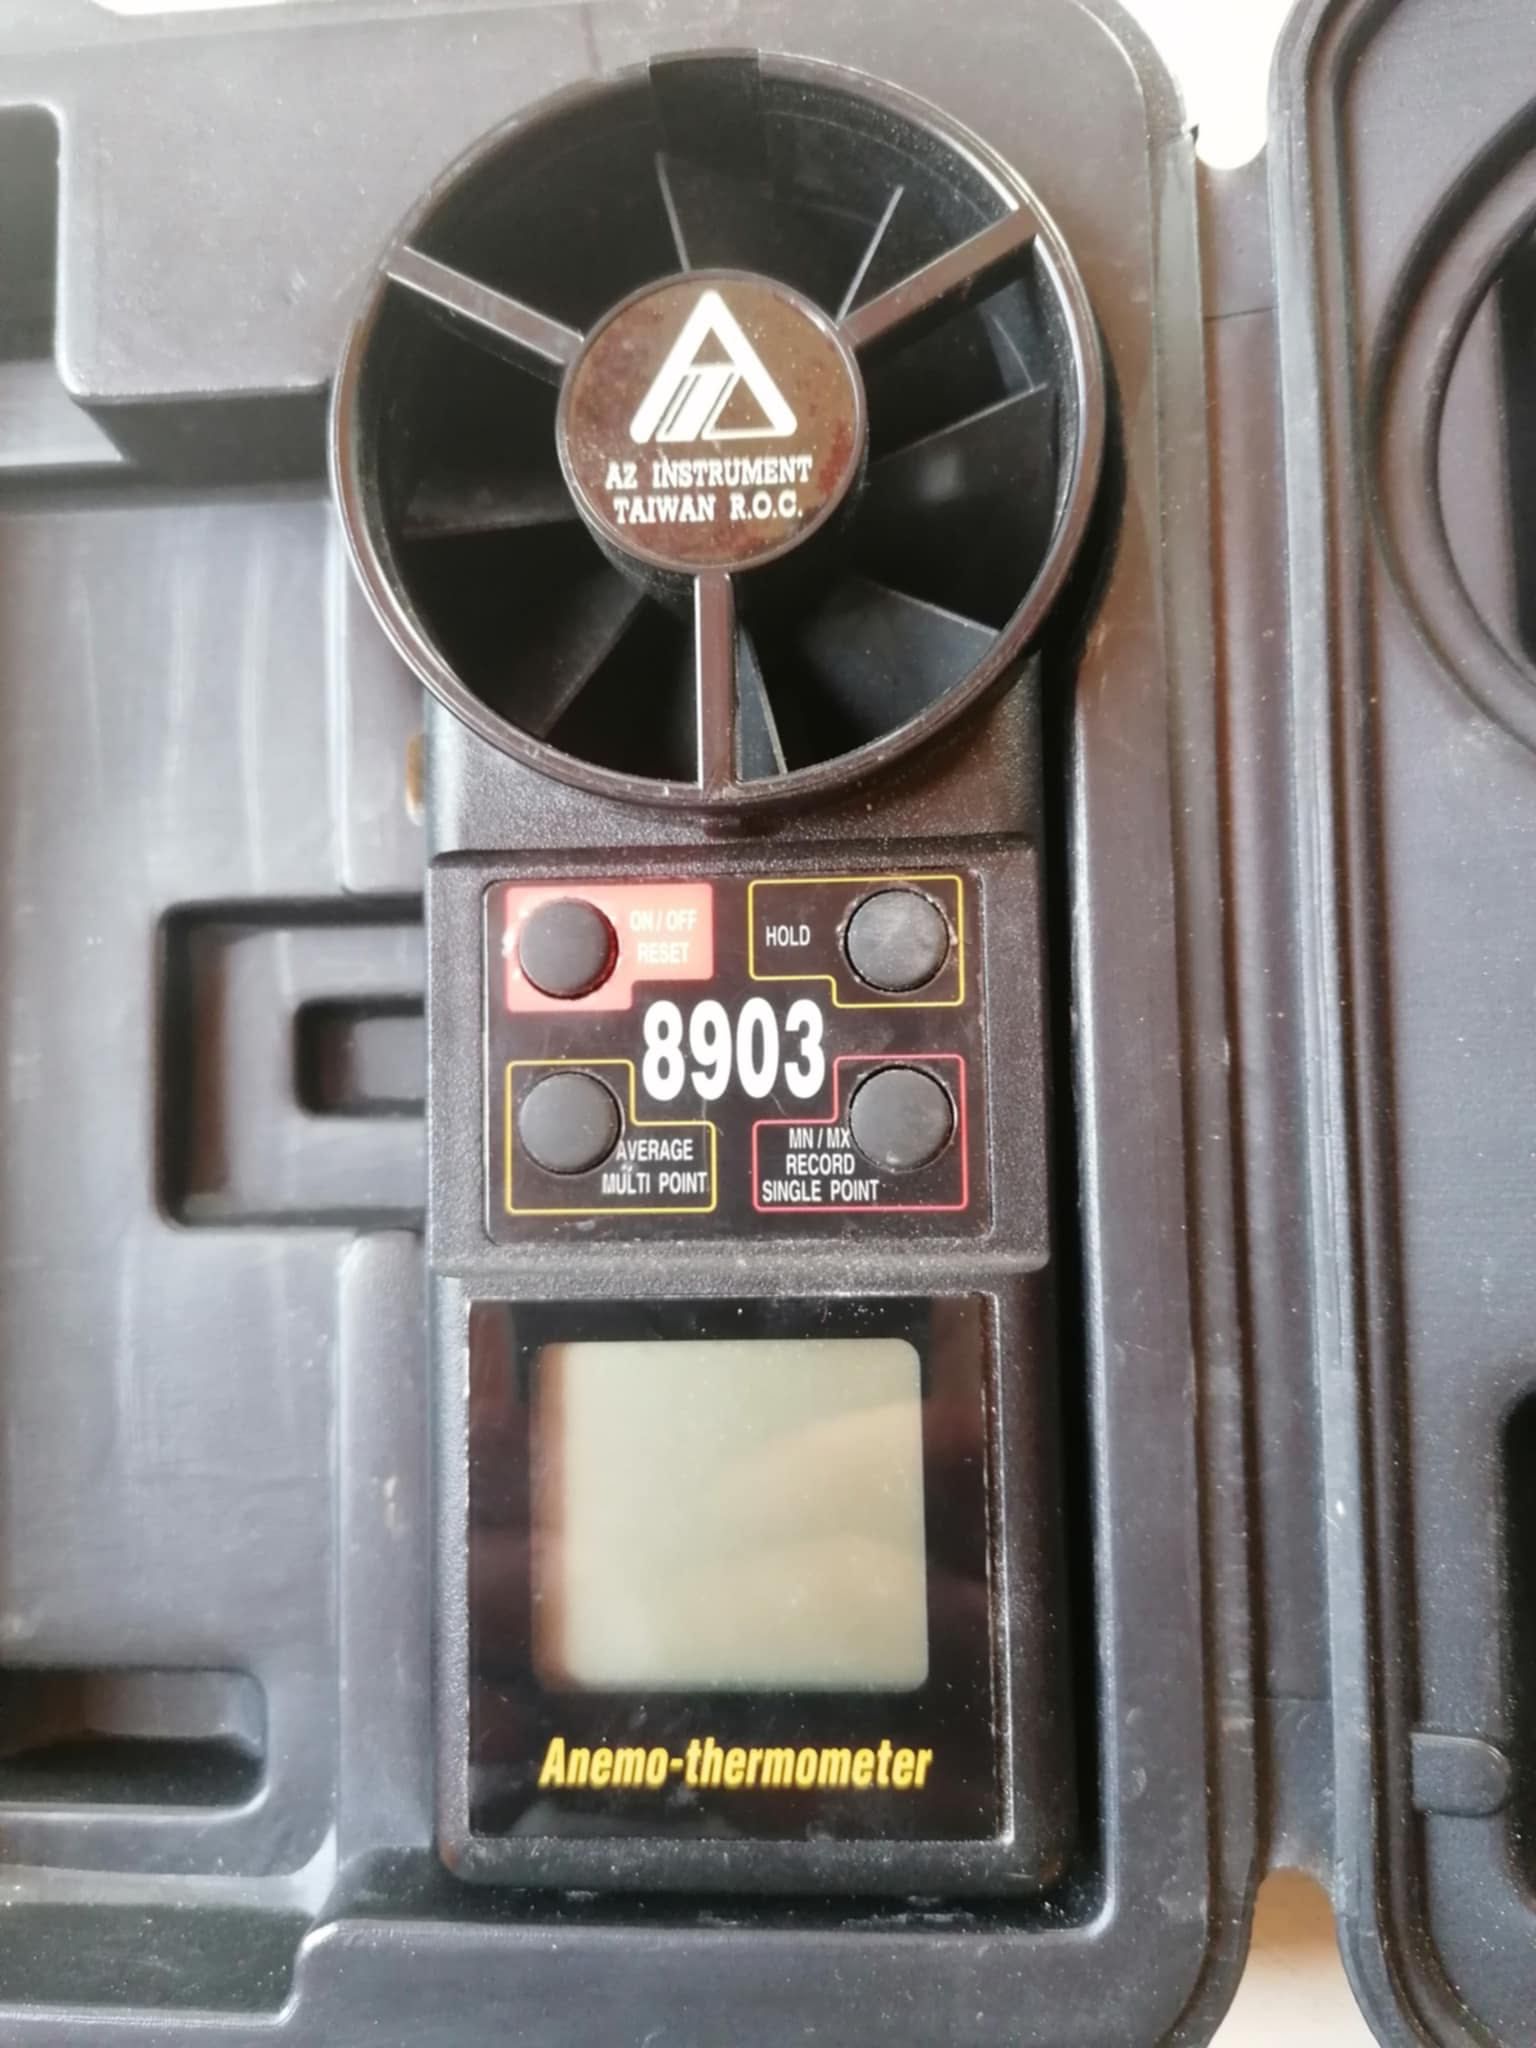 AZ INSTRUMENT
TAIWAN R.O.C.
ON / OFF
RESET
HOLD
8903
AVERAGE
MULTI POINT
MN / MX
RECORD
SINGLE POINT
Anemo-thermometer